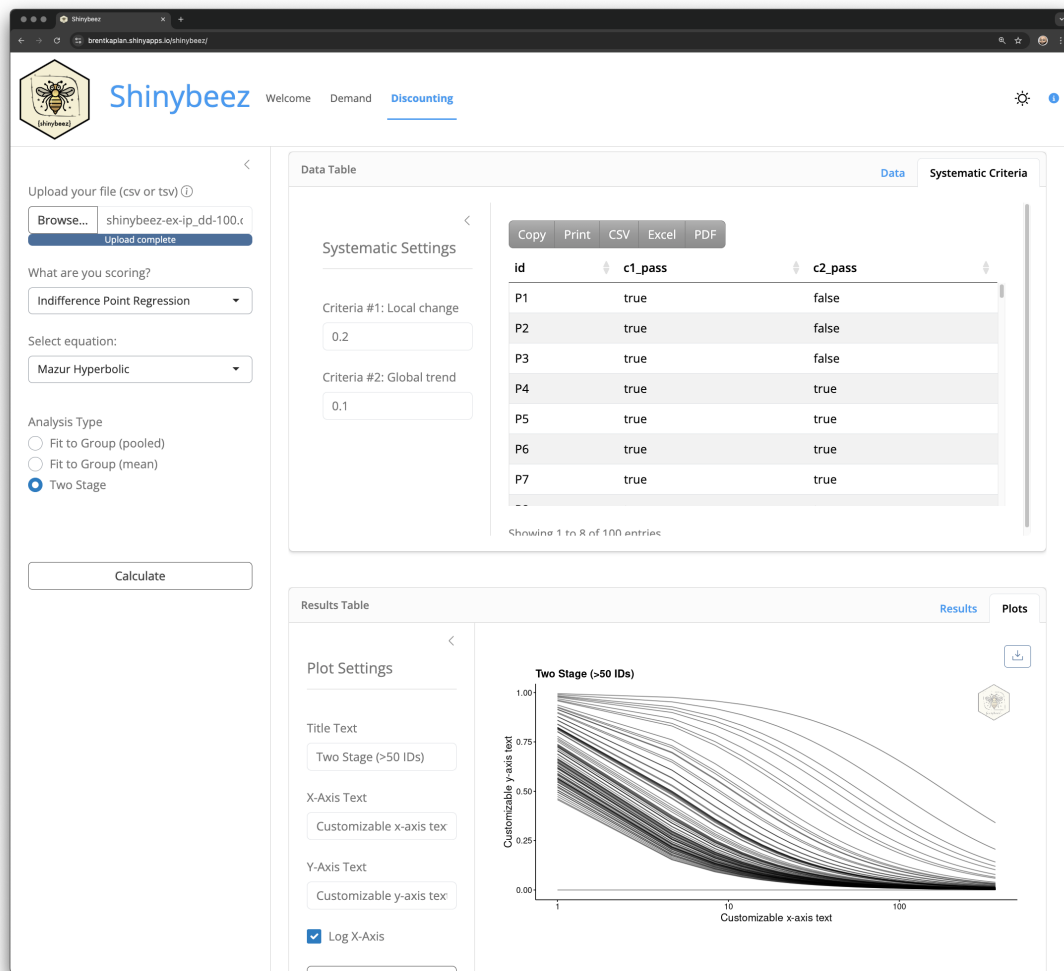 Shinybeez
brentkaplan.shinyapps.io/shinybeez/
{shinybeez}
Shinybeez
Welcome Demand Discounting
Upload your file (csv or tsv)
Browse... shinybeez-ex-ip_dd-100.c
Upload complete
What are you scoring?
Indifference Point Regression
Select equation:
Mazur Hyperbolic
Analysis Type
Fit to Group (pooled)
Fit to Group (mean)
Two Stage
Calculate
Data Table
Data Systematic Criteria
Systematic Settings
Criteria #1: Local change
0.2
Criteria #2: Global trend
0.1
Copy Print CSV Excel PDF
id c1_pass c2_pass
P1 true false
P2 true false
P3 true false
P4 true true
P5 true true
P6 true true
P7 true true
Showing 1 to 8 of 100 entries
Results Table
Results Plots
Plot Settings
Title Text
Two Stage (>50 IDs)
X-Axis Text
Customizable x-axis tex
Y-Axis Text
Customizable y-axis tex
Log X-Axis
Two Stage (>50 IDs)
Customizable y-axis text
1.00
0.75
0.50
0.25
0.00
1 10 100
Customizable x-axis text